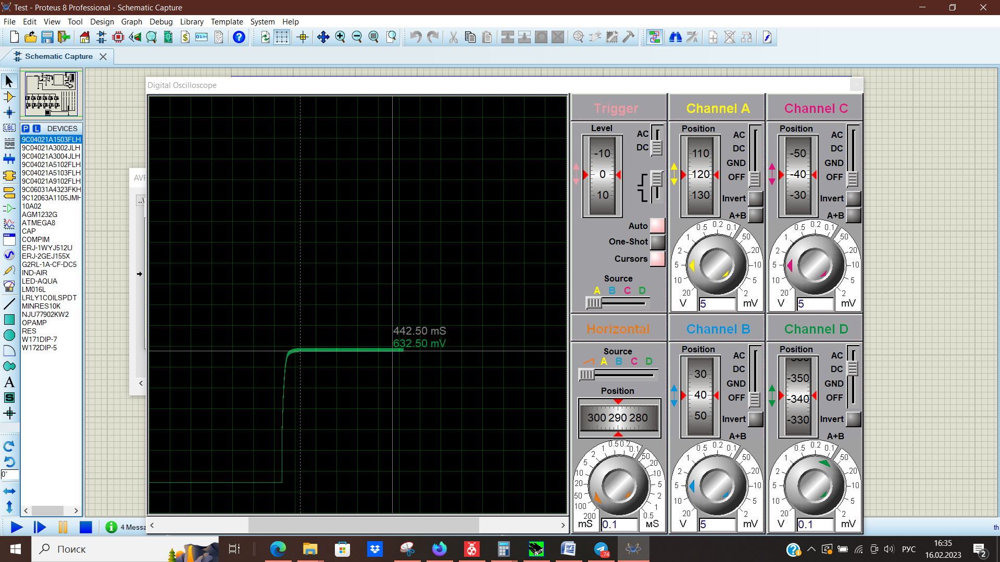 Test - Proteus 8 Professional - Schematic Capture
File Edit View Tool Design Graph Debug Library Template System Help
Schematic Capture
Digital Oscilloscope
P L DEVICES
9C04021A1503FLH
9C04021A3002JLH
9C04021A3004JLH
9C04021A5102FLH
9C04021A5103FLH
9C04021A9102FLH
9C06031A4323FKH
9C12063A1105JMH
10A02
AGM1232G
ATMEGA8
CAP
COMPIM
ERJ-1WYJ512U
ERJ-2GEJ155X
G2RL-1A-CF-DC5
IND-AIR
LED-AQUA
LM016L
LRLY1COILSPDT
MINRES10K
NJU77902KW2
OPAMP
RES
W171DIP-7
W172DIP-5
LBL
A
S
0°
AVR
442.50 mS
632.50 mV
Trigger
Level
AC
DC
-10
0
10
Auto
One-Shot
Cursors
Source
A B C D
Channel A
Position
110
120
130
AC
DC
GND
OFF
Invert
A+B
20 10 5 2 1 0.5 0.2 0.1 50 20 10 5 2
V 5 mV
Channel C
Position
-50
-40
-30
AC
DC
GND
OFF
Invert
A+B
20 10 5 2 1 0.5 0.2 0.1 50 20 10 5 2
V 5 mV
Horizontal
Source
A B C D
Position
300 290 280
200 100 50 20 10 5 2 1 0.5 0.2 0.1 50 20 10 5 2 1 0.5
mS 0.1 мS
Channel B
Position
30
40
50
AC
DC
GND
OFF
Invert
A+B
20 10 5 2 1 0.5 0.2 0.1 50 20 10 5 2
V 5 mV
Channel D
Position
-350
-340
-330
AC
DC
GND
OFF
Invert
A+B
20 10 5 2 1 0.5 0.2 0.1 50 20 10 5 2
V 0.1 mV
4 Messa
th
Поиск
74
РУС
16:35
16.02.2023
2